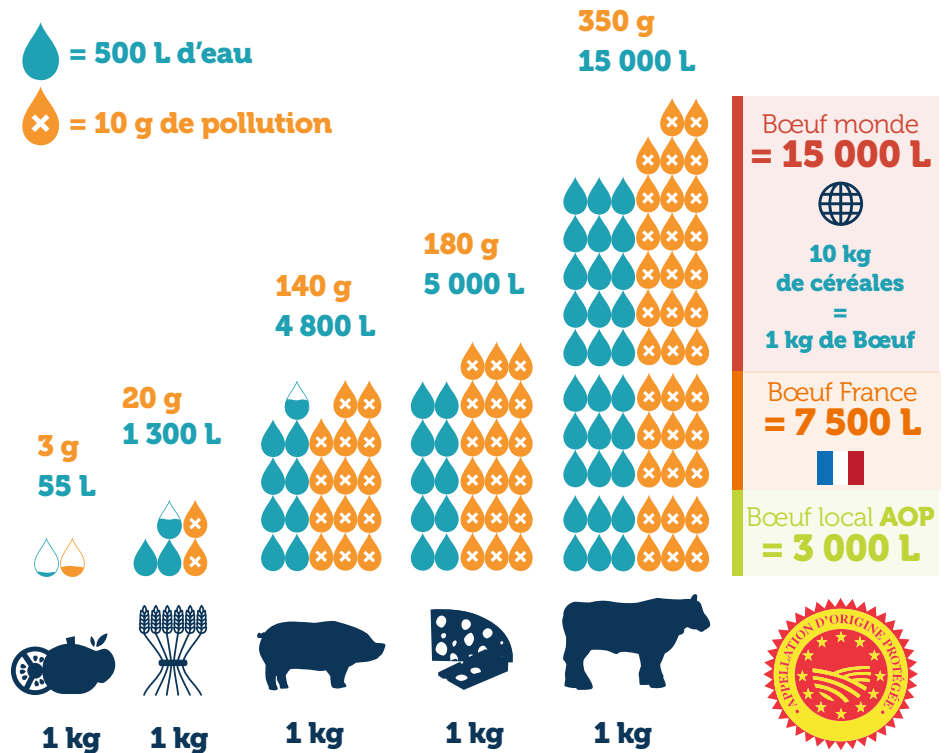 = 500 L d'eau
= 10 g de pollution
3 g
55 L
20 g
1 300 L
140 g
4 800 L
180 g
5 000 L
350 g
15 000 L
1 kg
1 kg
1 kg
1 kg
1 kg
Bœuf monde
= 15 000 L
10 kg
de céréales
=
1 kg de Bœuf
Bœuf France
= 7 500 L
Bœuf local AOP
= 3 000 L
• APPELLATION D'ORIGINE PROTÉGÉE •